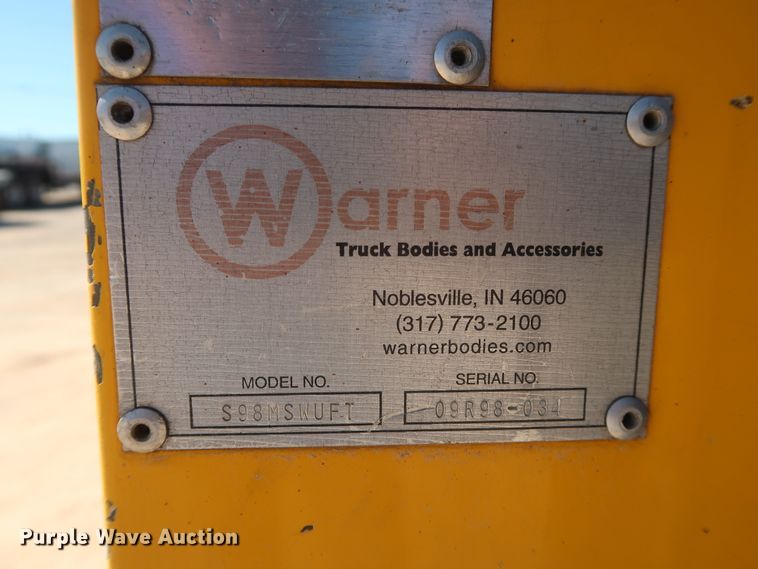 Warner
Truck Bodies and Accessories
Noblesville, IN 46060
(317) 773-2100
warnerbodies.com
MODEL NO. SERIAL NO.
S98MSWUFT 09R98-034
Purple Wave Auction